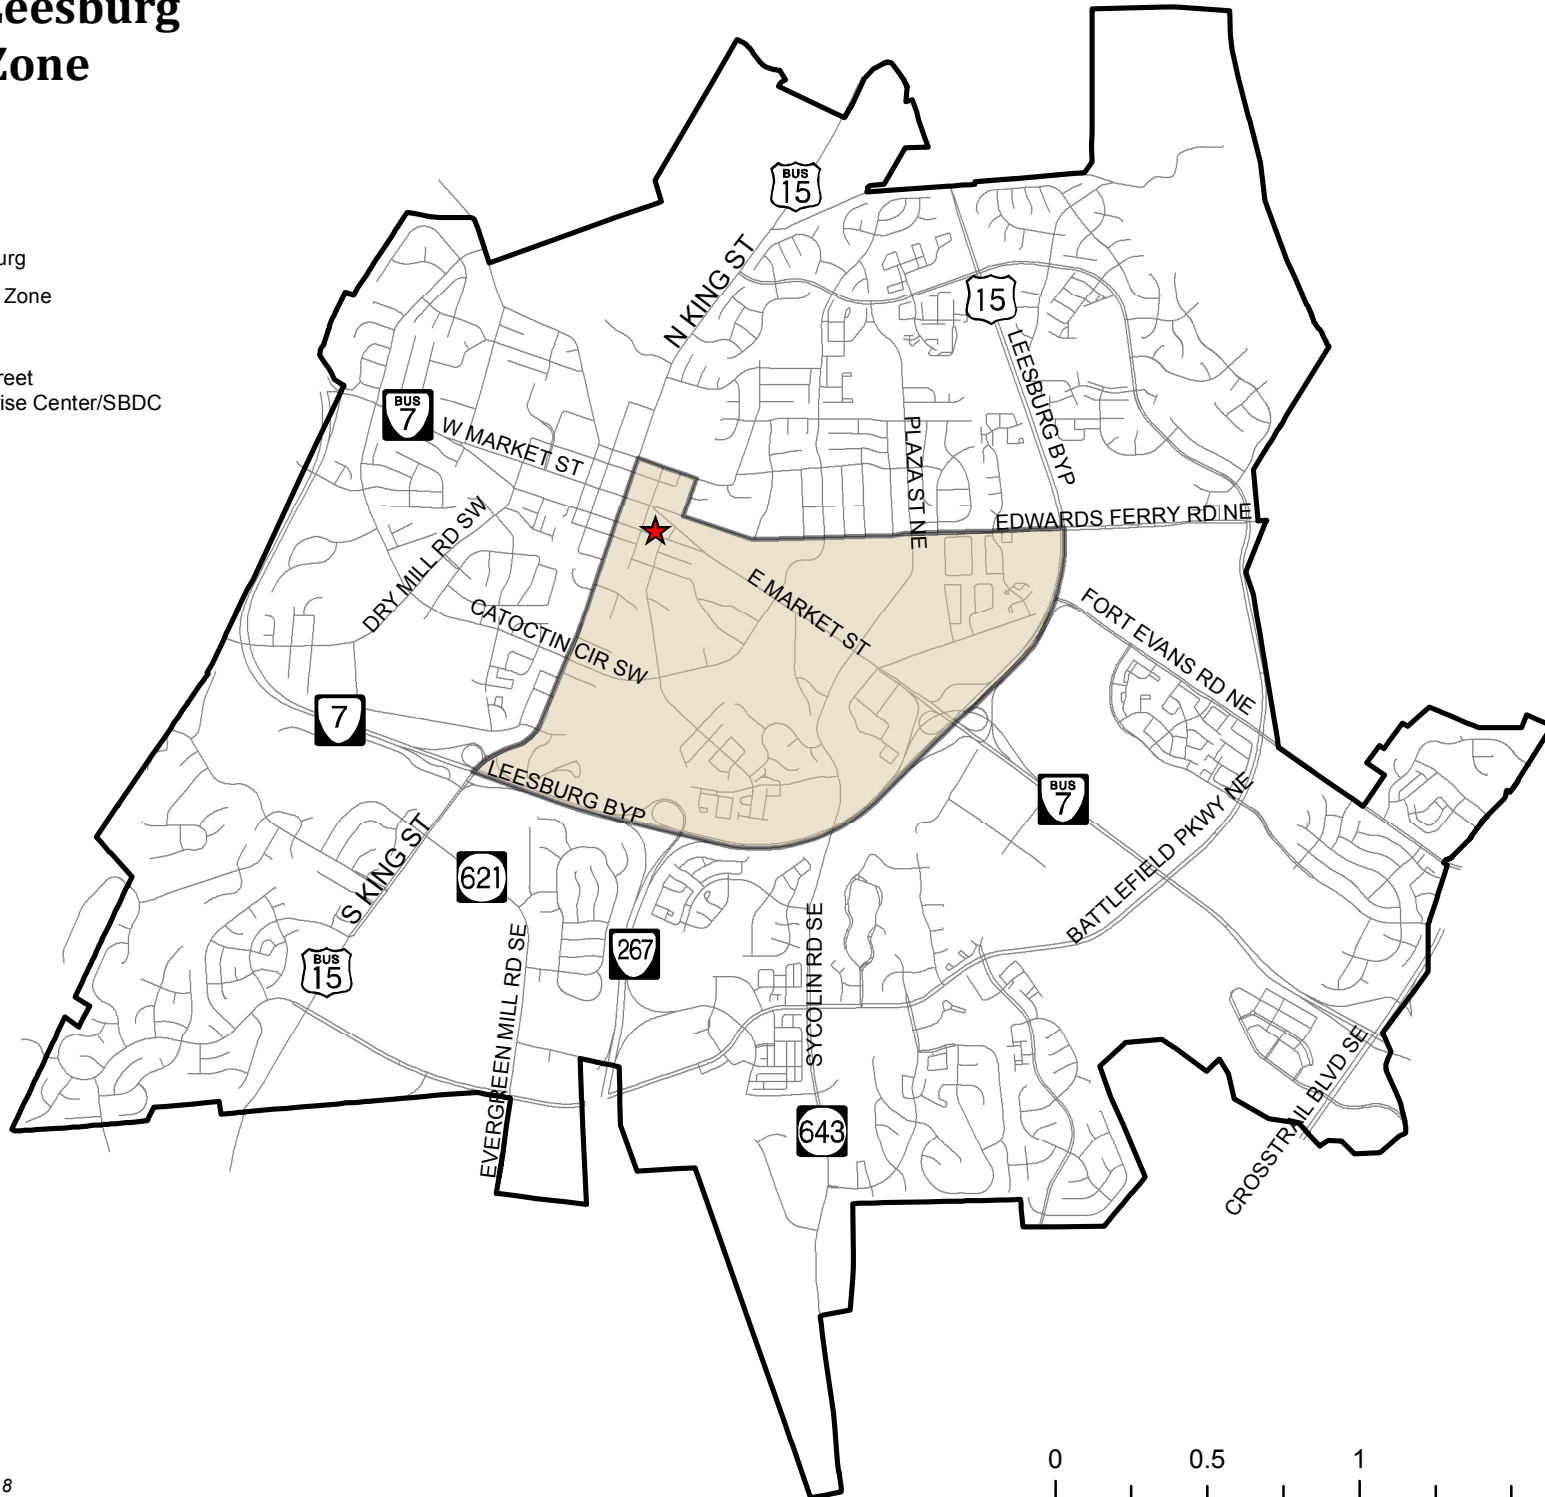 Leesburg
Zone
urg
Zone
reet
ise Center/SBDC
BUS
15
N KING ST
15
LEESBURG BYP
BUS
7
W MARKET ST
PLAZA ST NE
EDWARDS FERRY RD NE
DRY MILL RD SW
E MARKET ST
CATOCTIN CIR SW
FORT EVANS RD NE
7
LEESBURG BYP
BUS
7
S KING ST
621
BATTLEFIELD PKWY NE
267
BUS
15
EVERGREEN MILL RD SE
SYCOLIN RD SE
643
CROSSTRAIL BLVD SE
0 0.5 1
8